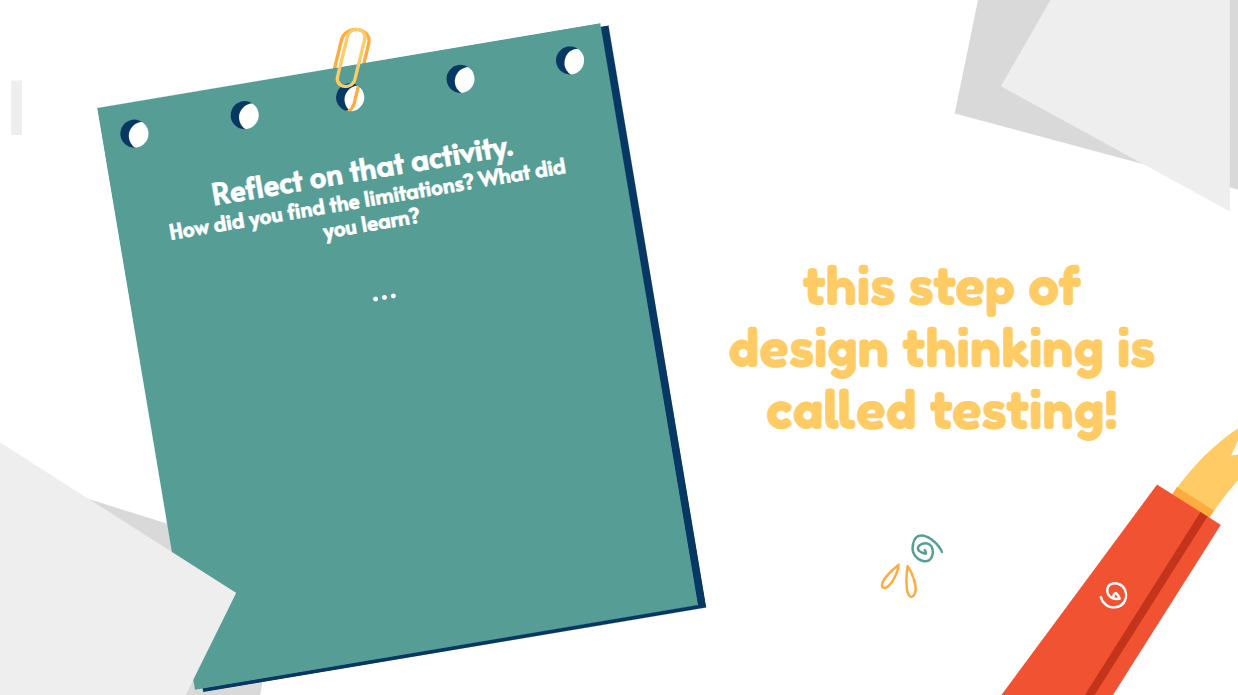 Reflect on that activity.
How did you find the limitations? What did
you learn?
...
this step of
design thinking is
called testing!